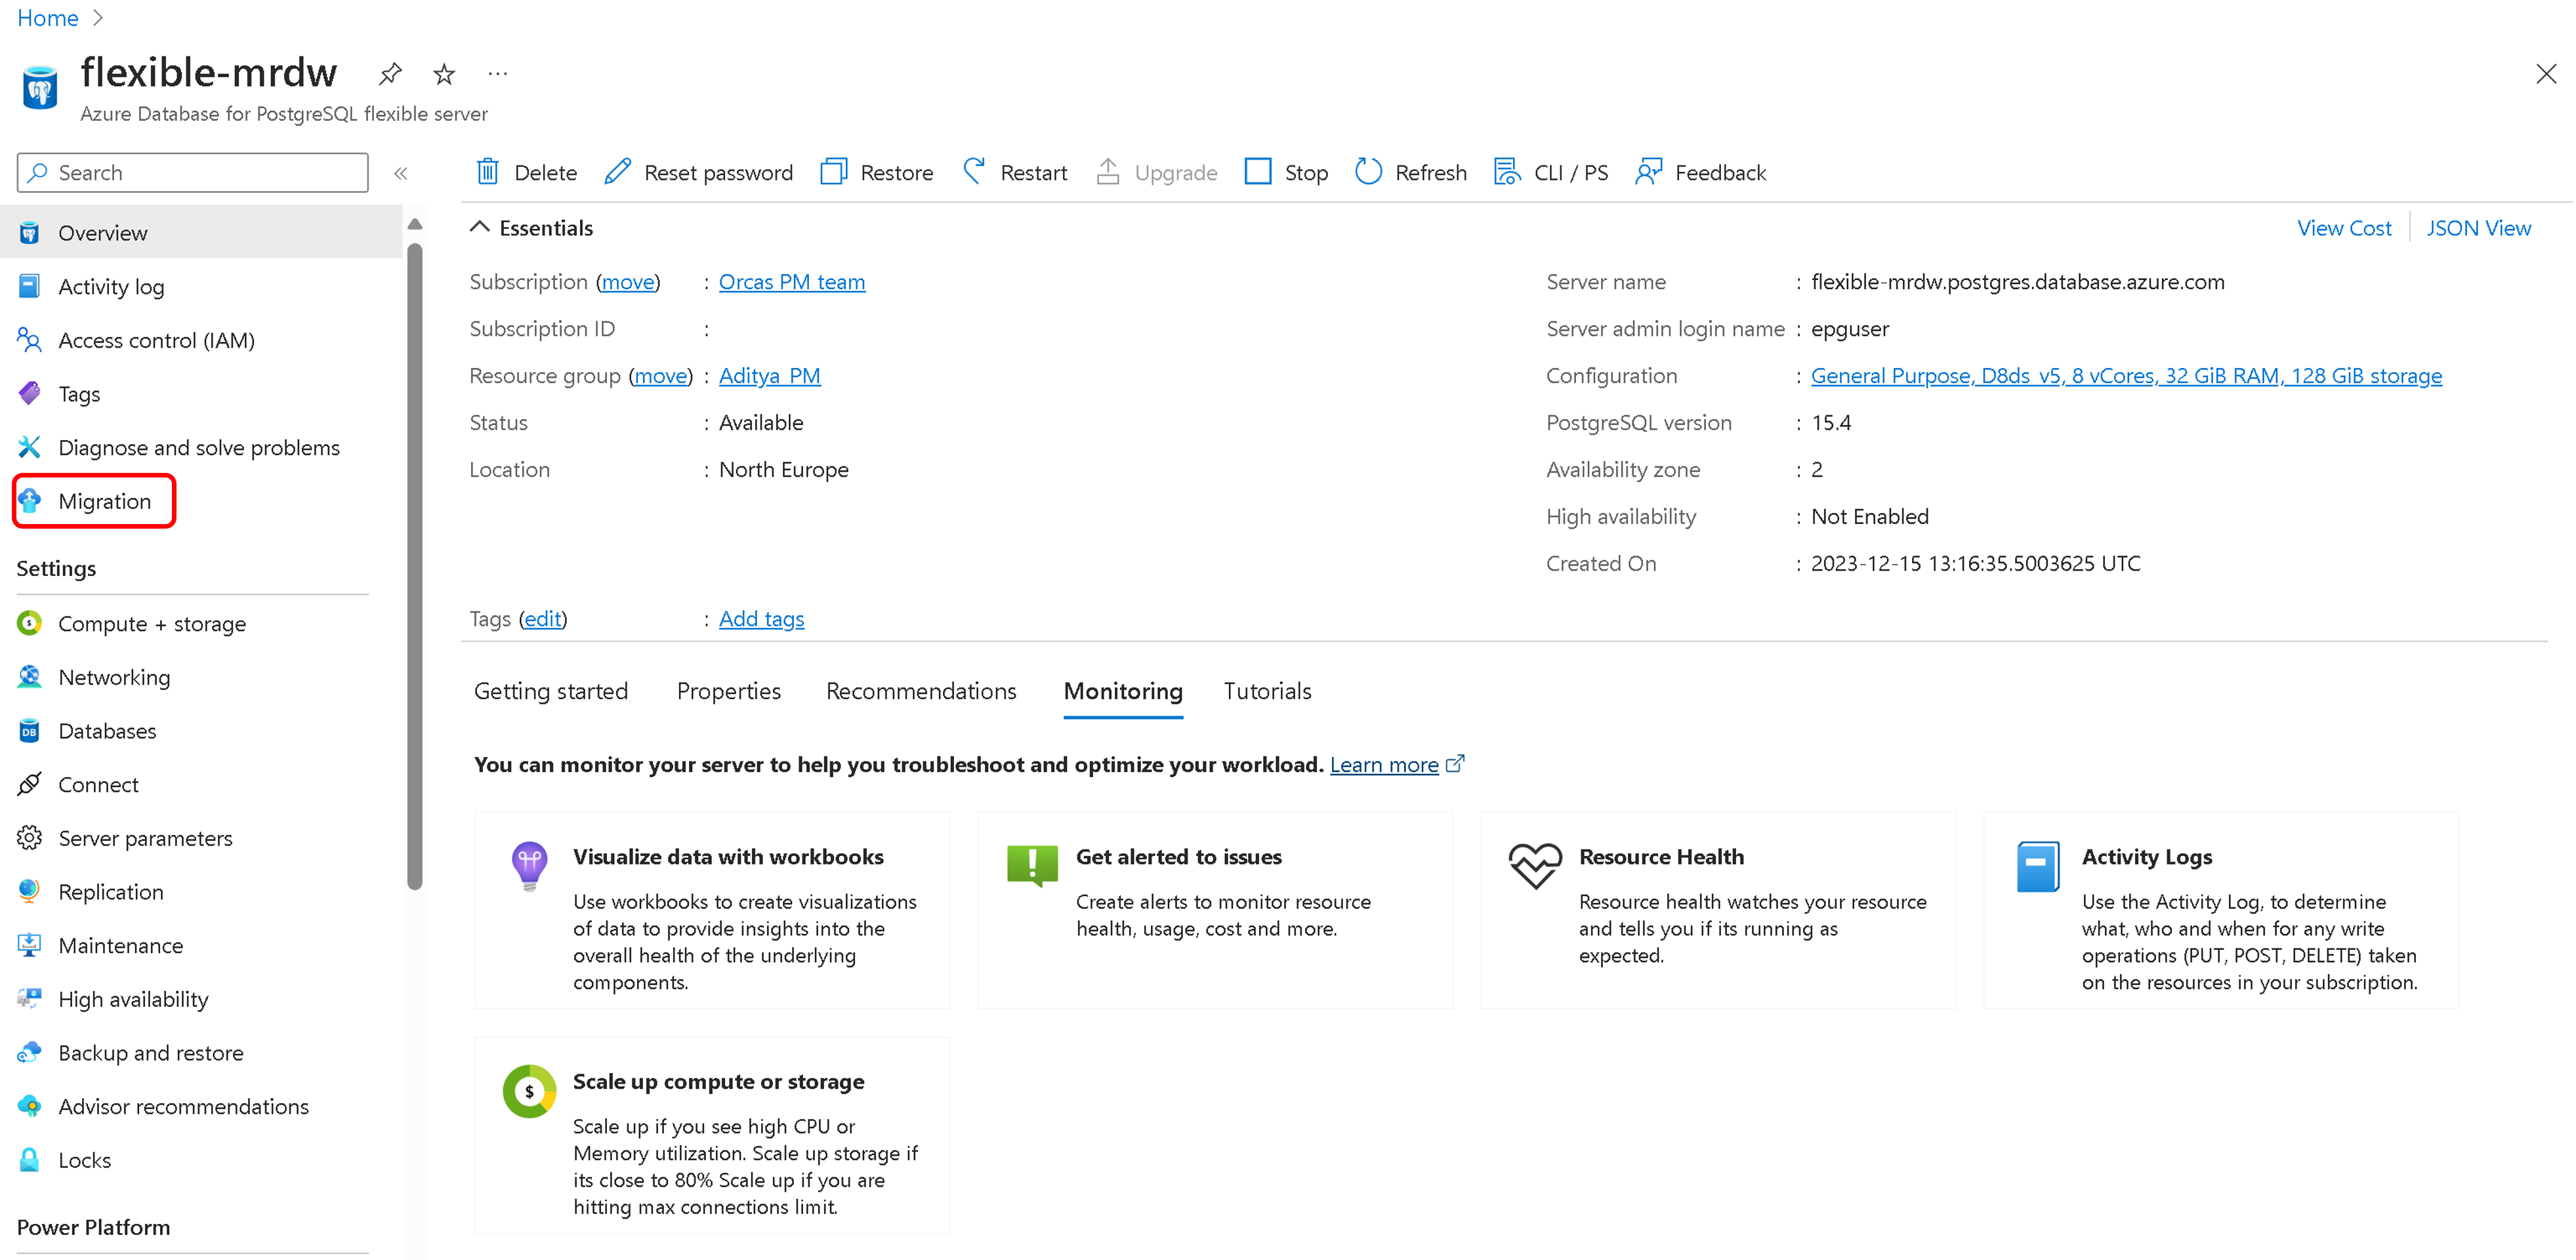 Home
flexible-mrdw
Azure Database for PostgreSQL flexible server
Search
Delete Reset password Restore Restart Upgrade Stop Refresh CLI / PS Feedback
Overview
Activity log
Access control (IAM)
Tags
Diagnose and solve problems
Migration
Settings
Compute + storage
Networking
DB
Databases
Connect
Server parameters
Replication
Maintenance
High availability
Backup and restore
Advisor recommendations
Locks
Power Platform
Essentials
View Cost JSON View
Subscription (move) : Orcas PM team
Subscription ID :
Resource group (move) : Aditya_PM
Status : Available
Location : North Europe
Server name : flexible-mrdw.postgres.database.azure.com
Server admin login name : epguser
Configuration : General Purpose, D8ds_v5, 8 vCores, 32 GiB RAM, 128 GiB storage
PostgreSQL version : 15.4
Availability zone : 2
High availability : Not Enabled
Created On : 2023-12-15 13:16:35.5003625 UTC
Tags (edit) : Add tags
Getting started Properties Recommendations Monitoring Tutorials
You can monitor your server to help you troubleshoot and optimize your workload. Learn more
Visualize data with workbooks
Use workbooks to create visualizations
of data to provide insights into the
overall health of the underlying
components.
Get alerted to issues
Create alerts to monitor resource
health, usage, cost and more.
Resource Health
Resource health watches your resource
and tells you if its running as
expected.
Activity Logs
Use the Activity Log, to determine
what, who and when for any write
operations (PUT, POST, DELETE) taken
on the resources in your subscription.
$
Scale up compute or storage
Scale up if you see high CPU or
Memory utilization. Scale up storage if
its close to 80% Scale up if you are
hitting max connections limit.